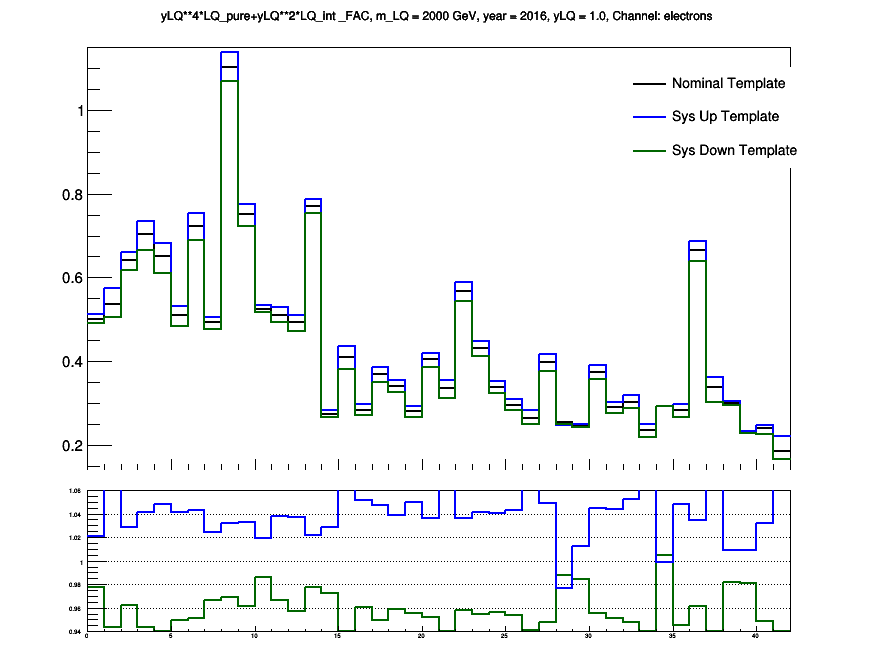 yLQ**4*LQ_pure+yLQ**2*LQ_int _FAC, m_LQ = 2000 GeV, year = 2016, yLQ = 1.0, Channel: electrons
Nominal Template
Sys Up Template
Sys Down Template
1
0.8
0.6
0.4
0.2
1.06
1.04
1.02
1
0.98
0.96
0.94
0 5 10 15 20 25 30 35 40